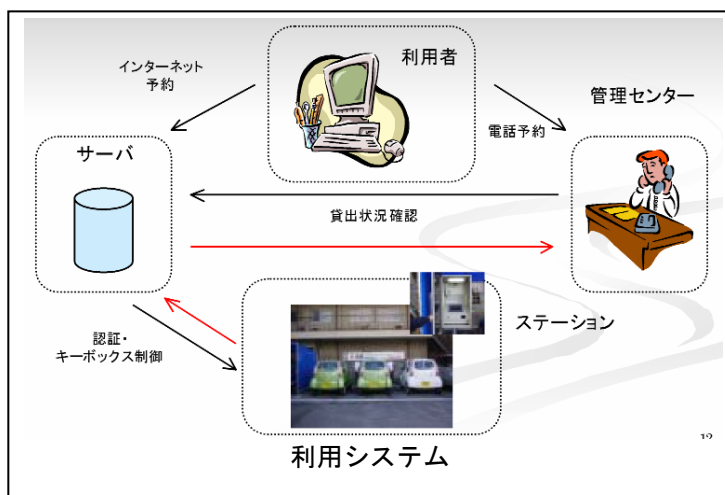 利用者
インターネット
予約
管理センター
電話予約
サーバ
貸出状況確認
ステーション
認証・
キーボックス制御
利用システム